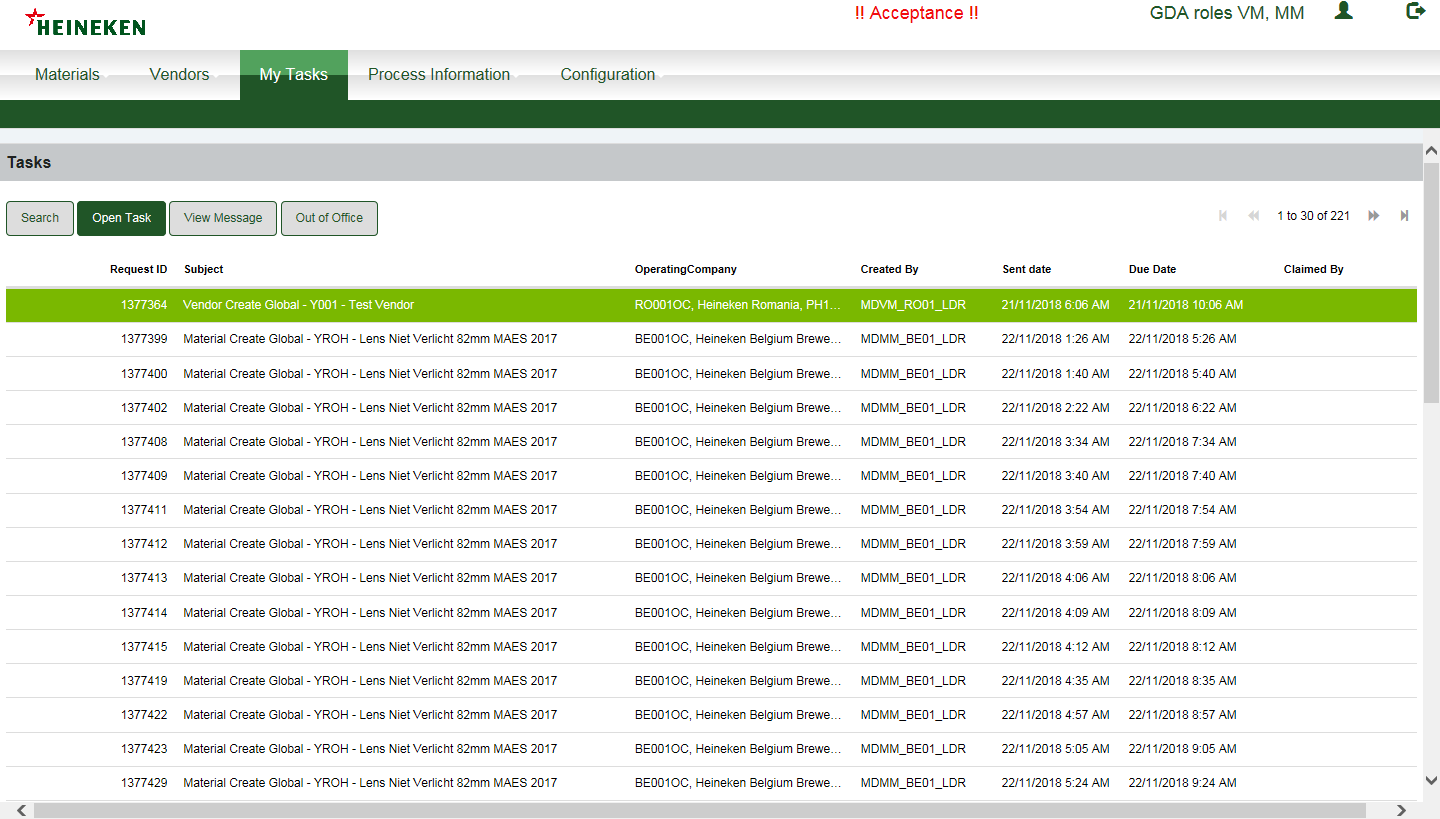 HEINEKEN !! Acceptance !! GDA roles VM, MM
Materials Vendors My Tasks Process Information Configuration
Tasks
Search Open Task View Message Out of Office 1 to 30 of 221
Request ID Subject OperatingCompany Created By Sent date Due Date Claimed By
1377364 Vendor Create Global - Y001 - Test Vendor RO001OC, Heineken Romania, PH1... MDVM_RO01_LDR 21/11/2018 6:06 AM 21/11/2018 10:06 AM
1377399 Material Create Global - YROH - Lens Niet Verlicht 82mm MAES 2017 BE001OC, Heineken Belgium Brewe... MDMM_BE01_LDR 22/11/2018 1:26 AM 22/11/2018 5:26 AM
1377400 Material Create Global - YROH - Lens Niet Verlicht 82mm MAES 2017 BE001OC, Heineken Belgium Brewe... MDMM_BE01_LDR 22/11/2018 1:40 AM 22/11/2018 5:40 AM
1377402 Material Create Global - YROH - Lens Niet Verlicht 82mm MAES 2017 BE001OC, Heineken Belgium Brewe... MDMM_BE01_LDR 22/11/2018 2:22 AM 22/11/2018 6:22 AM
1377408 Material Create Global - YROH - Lens Niet Verlicht 82mm MAES 2017 BE001OC, Heineken Belgium Brewe... MDMM_BE01_LDR 22/11/2018 3:34 AM 22/11/2018 7:34 AM
1377409 Material Create Global - YROH - Lens Niet Verlicht 82mm MAES 2017 BE001OC, Heineken Belgium Brewe... MDMM_BE01_LDR 22/11/2018 3:40 AM 22/11/2018 7:40 AM
1377411 Material Create Global - YROH - Lens Niet Verlicht 82mm MAES 2017 BE001OC, Heineken Belgium Brewe... MDMM_BE01_LDR 22/11/2018 3:54 AM 22/11/2018 7:54 AM
1377412 Material Create Global - YROH - Lens Niet Verlicht 82mm MAES 2017 BE001OC, Heineken Belgium Brewe... MDMM_BE01_LDR 22/11/2018 3:59 AM 22/11/2018 7:59 AM
1377413 Material Create Global - YROH - Lens Niet Verlicht 82mm MAES 2017 BE001OC, Heineken Belgium Brewe... MDMM_BE01_LDR 22/11/2018 4:06 AM 22/11/2018 8:06 AM
1377414 Material Create Global - YROH - Lens Niet Verlicht 82mm MAES 2017 BE001OC, Heineken Belgium Brewe... MDMM_BE01_LDR 22/11/2018 4:09 AM 22/11/2018 8:09 AM
1377415 Material Create Global - YROH - Lens Niet Verlicht 82mm MAES 2017 BE001OC, Heineken Belgium Brewe... MDMM_BE01_LDR 22/11/2018 4:12 AM 22/11/2018 8:12 AM
1377419 Material Create Global - YROH - Lens Niet Verlicht 82mm MAES 2017 BE001OC, Heineken Belgium Brewe... MDMM_BE01_LDR 22/11/2018 4:35 AM 22/11/2018 8:35 AM
1377422 Material Create Global - YROH - Lens Niet Verlicht 82mm MAES 2017 BE001OC, Heineken Belgium Brewe... MDMM_BE01_LDR 22/11/2018 4:57 AM 22/11/2018 8:57 AM
1377423 Material Create Global - YROH - Lens Niet Verlicht 82mm MAES 2017 BE001OC, Heineken Belgium Brewe... MDMM_BE01_LDR 22/11/2018 5:05 AM 22/11/2018 9:05 AM
1377429 Material Create Global - YROH - Lens Niet Verlicht 82mm MAES 2017 BE001OC, Heineken Belgium Brewe... MDMM_BE01_LDR 22/11/2018 5:24 AM 22/11/2018 9:24 AM